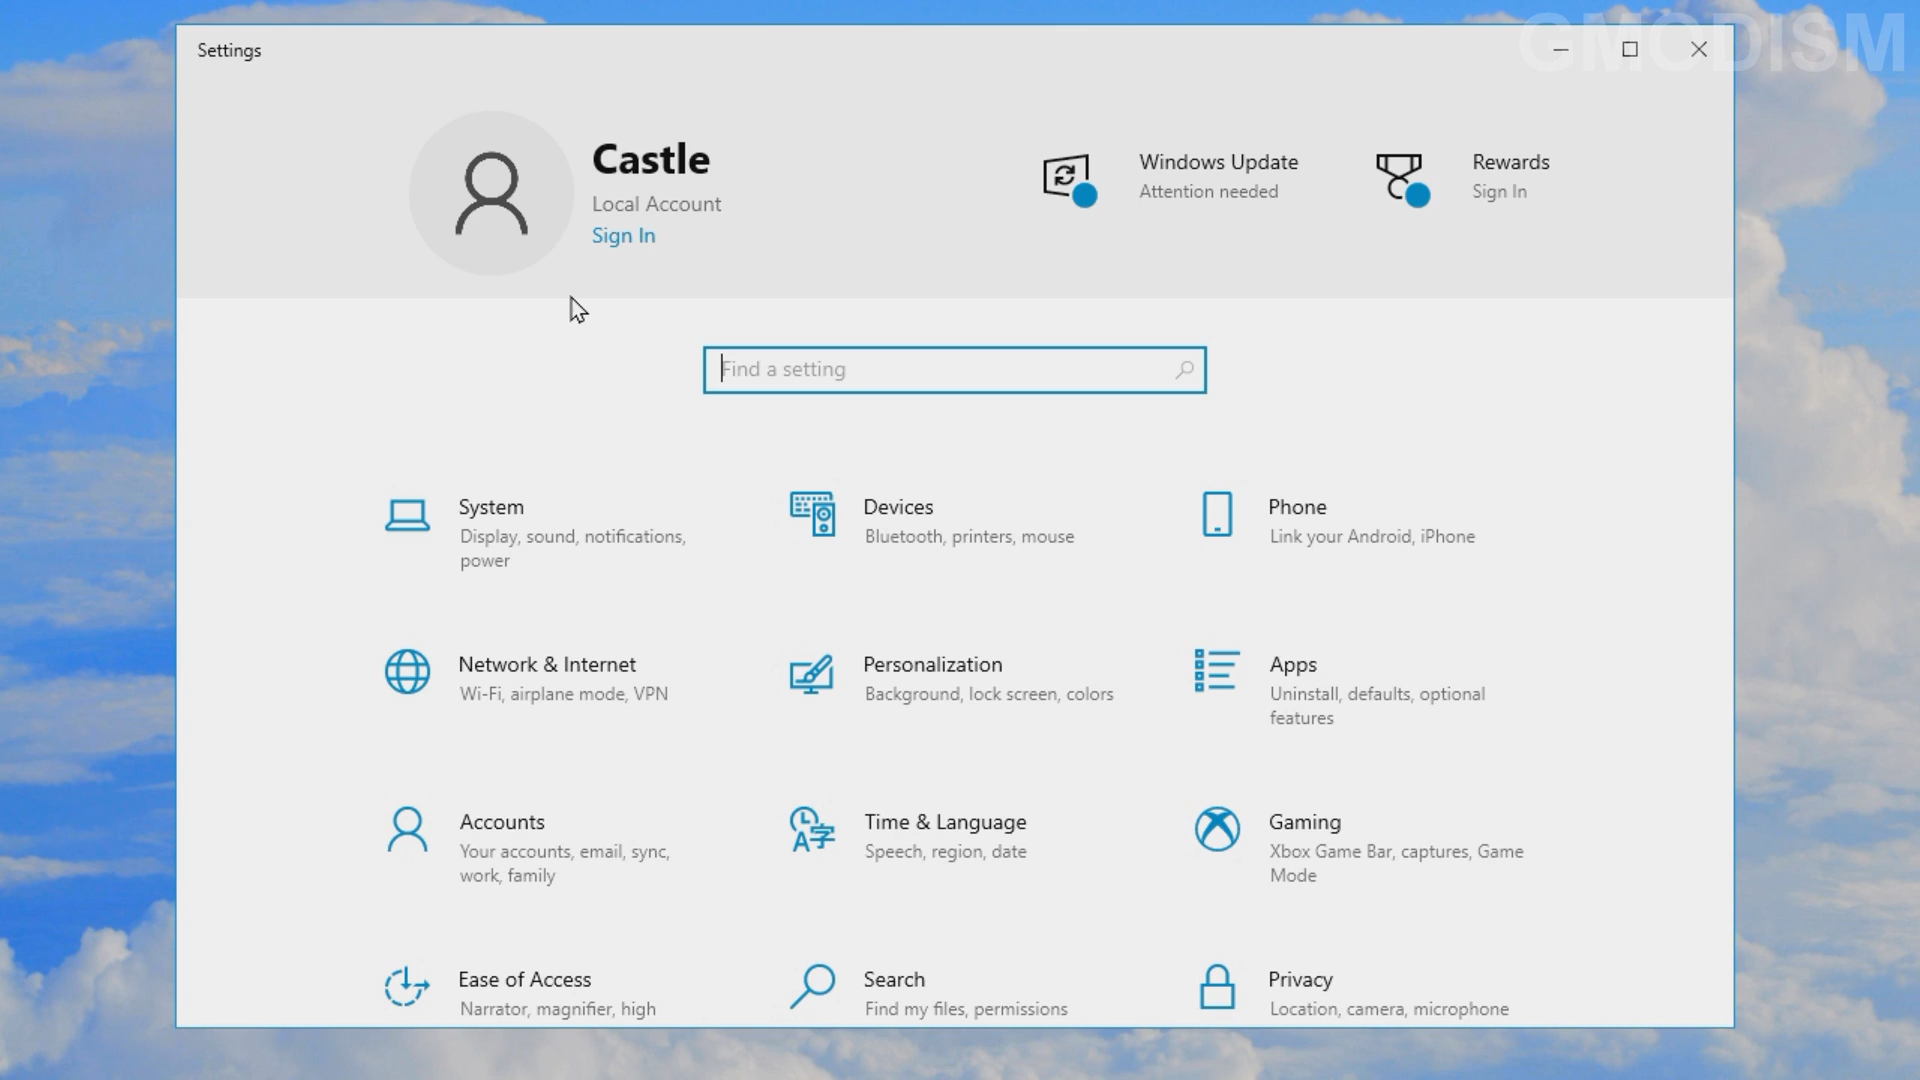 GMODISM
Settings
Castle
Local Account
Sign In
Windows Update
Attention needed
Rewards
Sign In
Find a setting
System
Display, sound, notifications,
power
Devices
Bluetooth, printers, mouse
Phone
Link your Android, iPhone
Network & Internet
Wi-Fi, airplane mode, VPN
Personalization
Background, lock screen, colors
Apps
Uninstall, defaults, optional
features
Accounts
Your accounts, email, sync,
work, family
Time & Language
Speech, region, date
Gaming
Xbox Game Bar, captures, Game
Mode
Ease of Access
Narrator, magnifier, high
Search
Find my files, permissions
Privacy
Location, camera, microphone